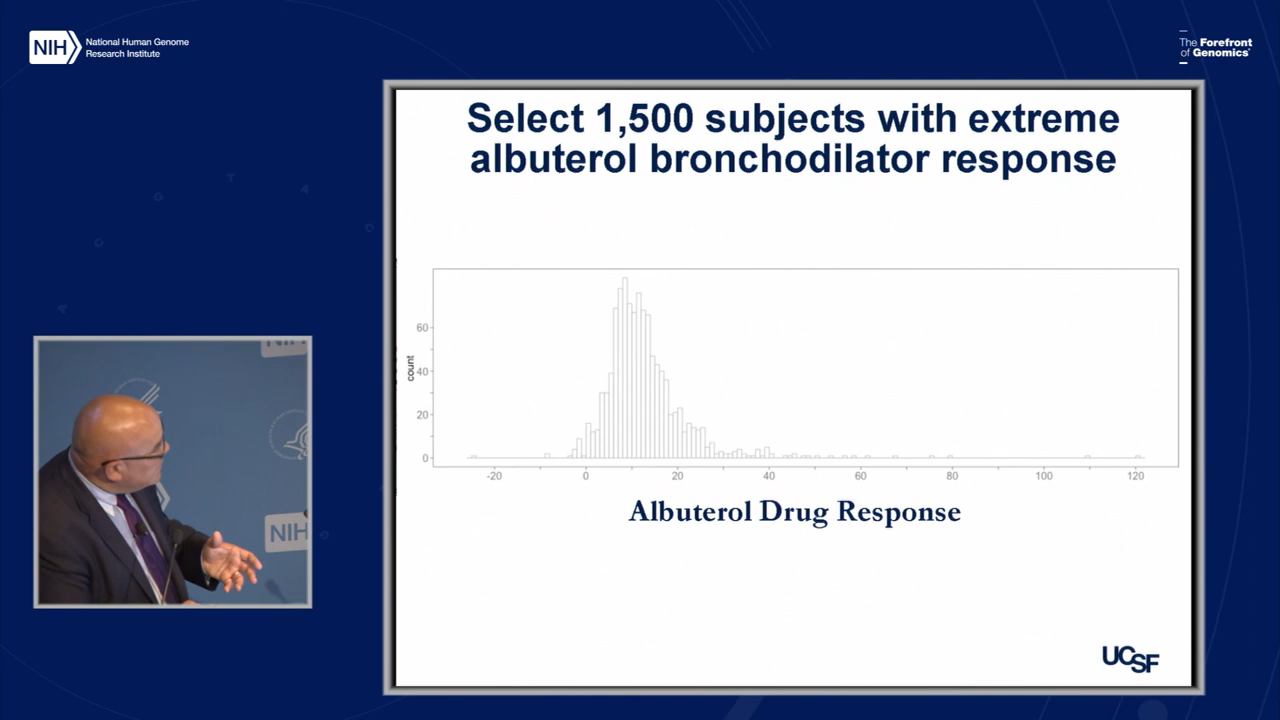 NIH
National Human Genome
Research Institute
The Forefront
of Genomics®
Select 1,500 subjects with extreme
albuterol bronchodilator response
count
60
40
20
0
-20
0
20
40
60
80
100
120
Albuterol Drug Response
UCSF
NIH
NIH